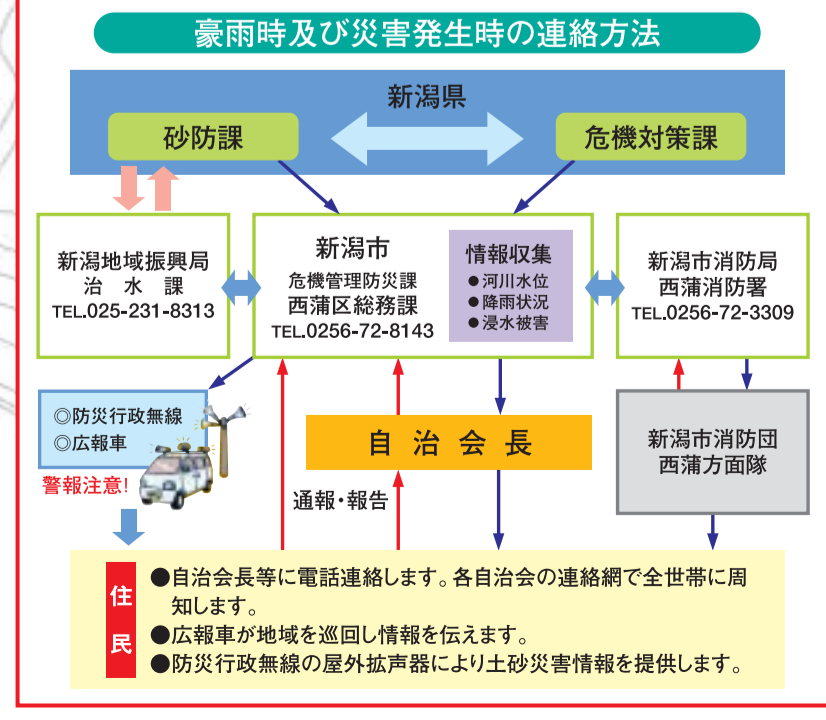 豪雨時及び災害発生時の連絡方法
新潟県
砂防課
危機対策課
新潟地域振興局
治水課
TEL.025-231-8313
新潟市
危機管理防災課
西蒲区総務課
TEL.0256-72-8143
情報収集
●河川水位
●降雨状況
●浸水被害
新潟市消防局
西蒲消防署
TEL.0256-72-3309
◎防災行政無線
◎広報車
警報注意!
自治会長
新潟市消防団
西蒲方面隊
通報・報告
住民
●自治会長等に電話連絡します。各自治会の連絡網で全世帯に周
知します。
●広報車が地域を巡回し情報を伝えます。
●防災行政無線の屋外拡声器により土砂災害情報を提供します。